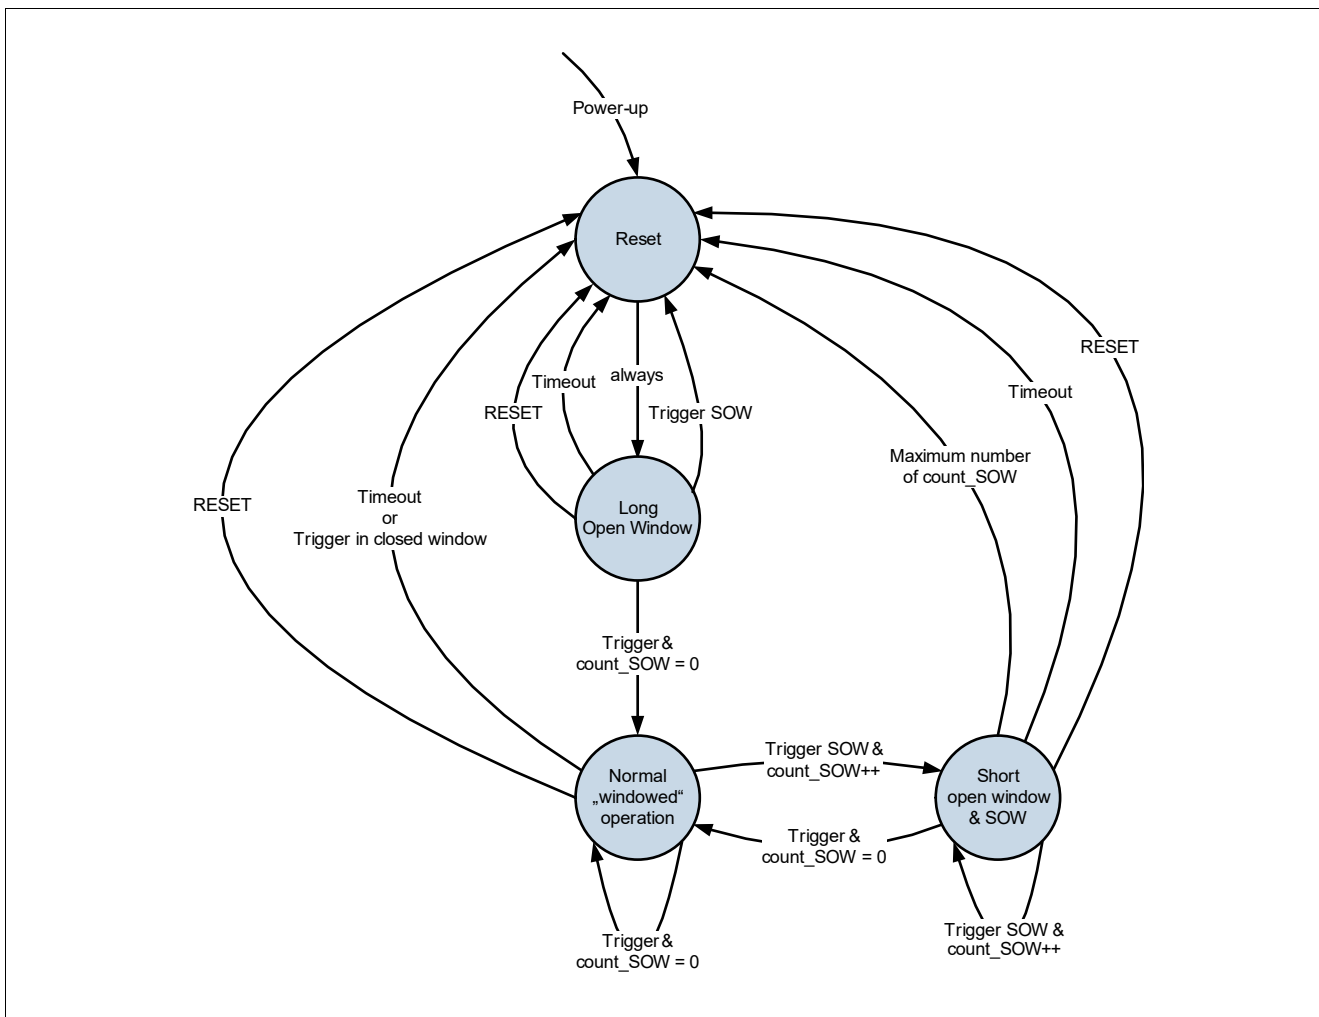 Power-up
Reset
RESET
Timeout
always
Timeout
RESET
Trigger SOW
Timeout
Maximum number
of count_SOW
RESET
Timeout
or
Trigger in closed window
Long
Open Window
Trigger &
count_SOW = 0
Trigger SOW &
count_SOW++
Normal
„windowed“
operation
Short
open window
& SOW
Trigger &
count_SOW = 0
Trigger &
count_SOW = 0
Trigger SOW &
count_SOW++